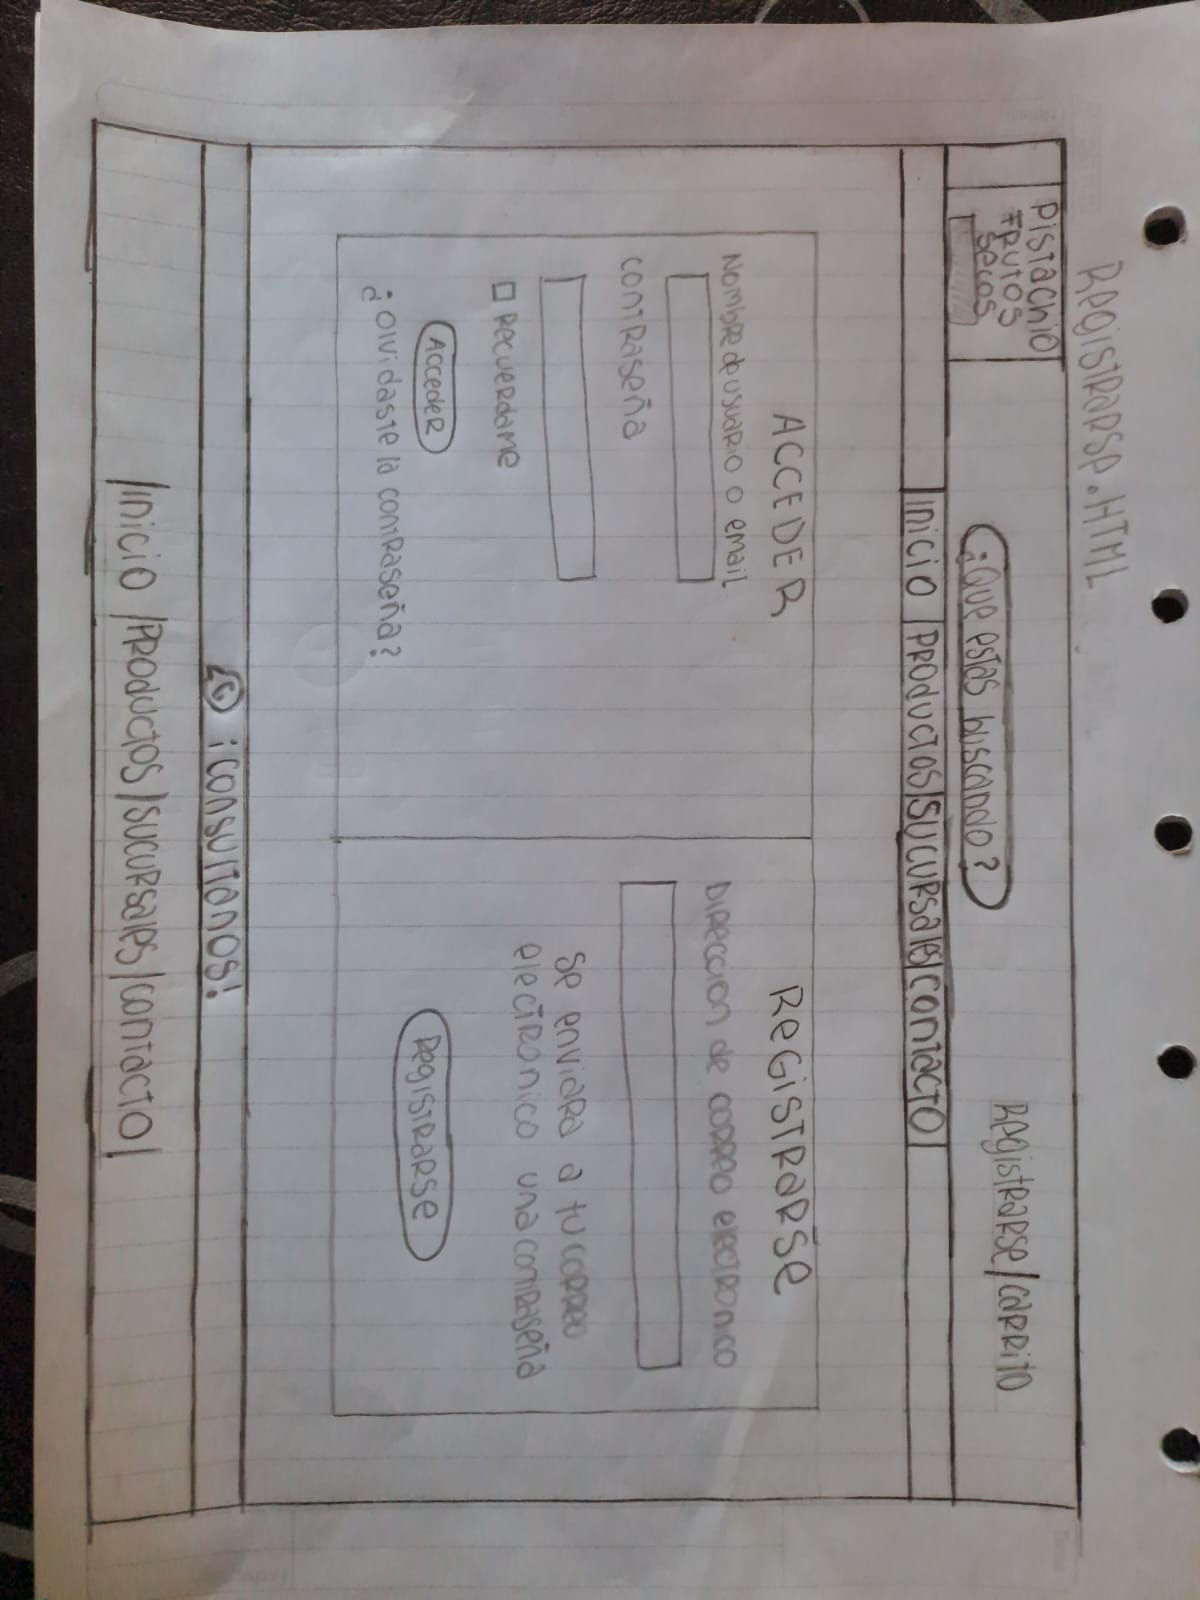 Registrarse.HTML
Pistachio
Frutos
secos
¿Que estas buscando?
Registrarse/carrito
Inicio |Productos|Sucursales|contacto|
ACCEDER
Nombre de usuario o email
contraseña
Recuerdame
Acceder
¿Olvidaste la contraseña?
Registrarse
Direccion de correo electronico
Se enviara a tu correo
electronico una contraseña
Registrarse
¡Consultanos!
|Inicio |Productos |Sucursales |contacto|